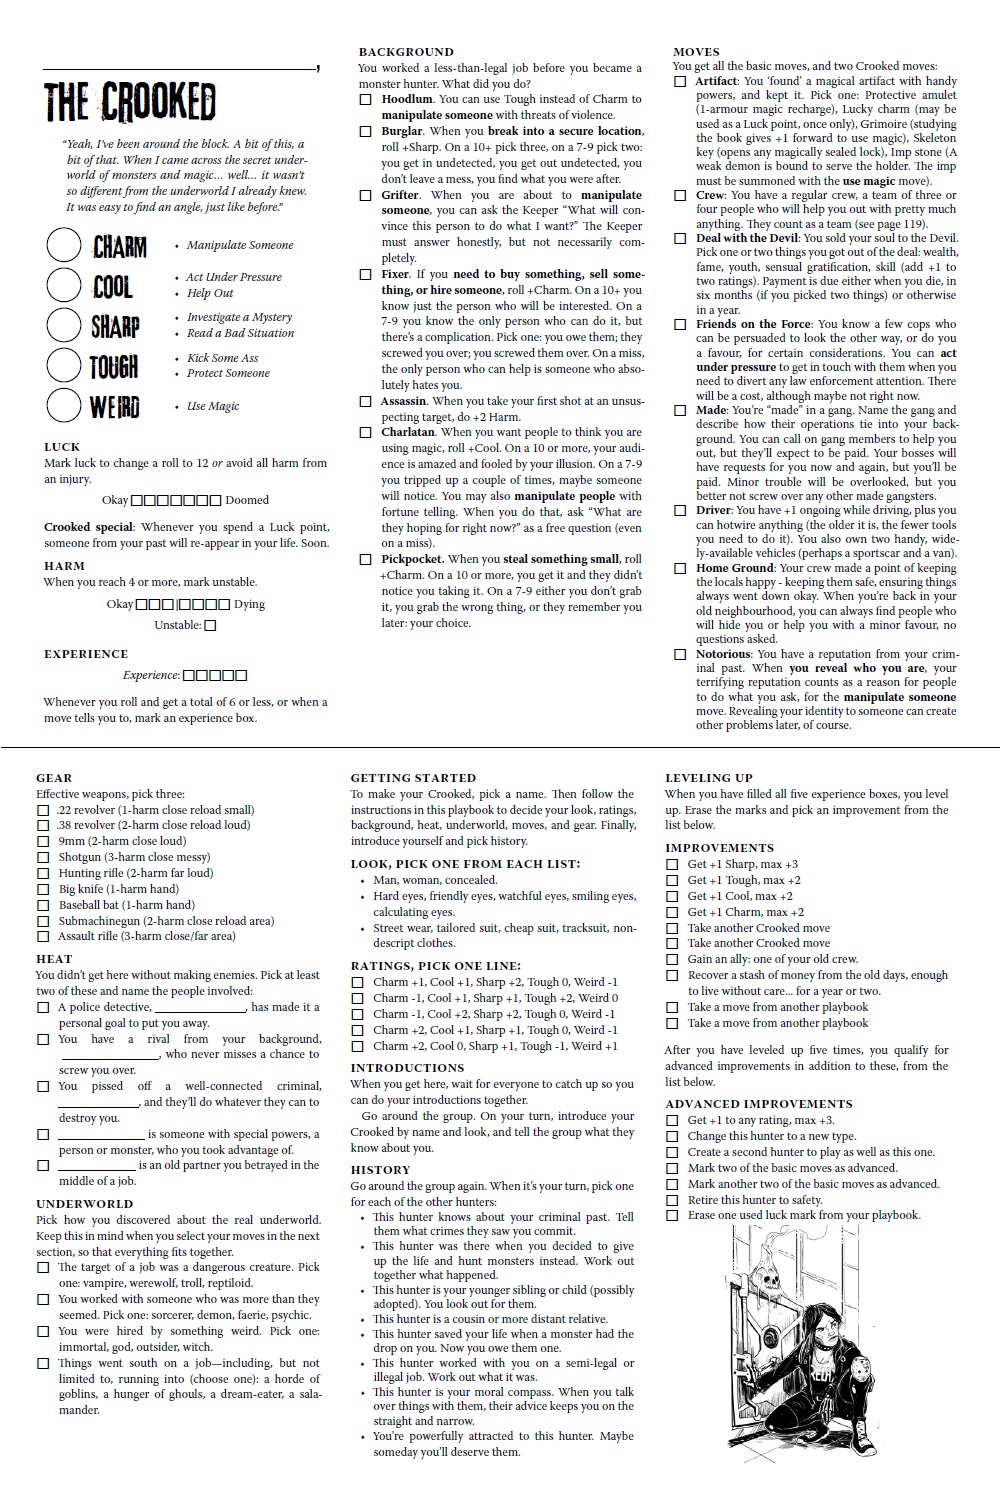 ,
THE CROOKED
“Yeah, I’ve been around the block. A bit of this, a
bit of that. When I came across the secret under-
world of monsters and magic... well... it wasn’t
so different from the underworld I already knew.
It was easy to find an angle, just like before.”
CHARM
• Manipulate Someone
COOL
• Act Under Pressure
• Help Out
SHARP
• Investigate a Mystery
• Read a Bad Situation
TOUGH
• Kick Some Ass
• Protect Someone
WEIRD
• Use Magic
LUCK
Mark luck to change a roll to 12 or avoid all harm from
an injury.
Okay □□□□□□□ Doomed
Crooked special: Whenever you spend a Luck point,
someone from your past will re-appear in your life. Soon.
HARM
When you reach 4 or more, mark unstable.
Okay □□□|□□□□ Dying
Unstable: □
EXPERIENCE
Experience: □□□□□
Whenever you roll and get a total of 6 or less, or when a
move tells you to, mark an experience box.
BACKGROUND
You worked a less-than-legal job before you became a
monster hunter. What did you do?
□ Hoodlum. You can use Tough instead of Charm to
manipulate someone with threats of violence.
□ Burglar. When you break into a secure location,
roll +Sharp. On a 10+ pick three, on a 7-9 pick two:
you get in undetected, you get out undetected, you
don’t leave a mess, you find what you were after.
□ Grifter. When you are about to manipulate
someone, you can ask the Keeper “What will con-
vince this person to do what I want?” The Keeper
must answer honestly, but not necessarily com-
pletely.
□ Fixer. If you need to buy something, sell some-
thing, or hire someone, roll +Charm. On a 10+ you
know just the person who will be interested. On a
7-9 you know the only person who can do it, but
there’s a complication. Pick one: you owe them; they
screwed you over; you screwed them over. On a miss,
the only person who can help is someone who abso-
lutely hates you.
□ Assassin. When you take your first shot at an unsus-
pecting target, do +2 Harm.
□ Charlatan. When you want people to think you are
using magic, roll +Cool. On a 10 or more, your audi-
ence is amazed and fooled by your illusion. On a 7-9
you tripped up a couple of times, maybe someone
will notice. You may also manipulate people with
fortune telling. When you do that, ask “What are
they hoping for right now?” as a free question (even
on a miss).
□ Pickpocket. When you steal something small, roll
+Charm. On a 10 or more, you get it and they didn’t
notice you taking it. On a 7-9 either you don’t grab
it, you grab the wrong thing, or they remember you
later: your choice.
MOVES
You get all the basic moves, and two Crooked moves:
□ Artifact: You ‘found’ a magical artifact with handy
powers, and kept it. Pick one: Protective amulet
(1-armour magic recharge), Lucky charm (may be
used as a Luck point, once only), Grimoire (studying
the book gives +1 forward to use magic), Skeleton
key (opens any magically sealed lock), Imp stone (A
weak demon is bound to serve the holder. The imp
must be summoned with the use magic move).
□ Crew: You have a regular crew, a team of three or
four people who will help you out with pretty much
anything. They count as a team (see page 119).
□ Deal with the Devil: You sold your soul to the Devil.
Pick one or two things you got out of the deal: wealth,
fame, youth, sensual gratification, skill (add +1 to
two ratings). Payment is due either when you die, in
six months (if you picked two things) or otherwise
in a year.
□ Friends on the Force: You know a few cops who
can be persuaded to look the other way, or do you
a favour, for certain considerations. You can act
under pressure to get in touch with them when you
need to divert any law enforcement attention. There
will be a cost, although maybe not right now.
□ Made: You’re “made” in a gang. Name the gang and
describe how their operations tie into your back-
ground. You can call on gang members to help you
out, but they’ll expect to be paid. Your bosses will
have requests for you now and again, but you’ll be
paid. Minor trouble will be overlooked, but you
better not screw over any other made gangsters.
□ Driver: You have +1 ongoing while driving, plus you
can hotwire anything (the older it is, the fewer tools
you need to do it). You also own two handy, wide-
ly-available vehicles (perhaps a sportscar and a van).
□ Home Ground: Your crew made a point of keeping
the locals happy - keeping them safe, ensuring things
always went down okay. When you’re back in your
old neighbourhood, you can always find people who
will hide you or help you with a minor favour, no
questions asked.
□ Notorious: You have a reputation from your crim-
inal past. When you reveal who you are, your
terrifying reputation counts as a reason for people
to do what you ask, for the manipulate someone
move. Revealing your identity to someone can create
other problems later, of course.
GEAR
Effective weapons, pick three:
□ .22 revolver (1-harm close reload small)
□ .38 revolver (2-harm close reload loud)
□ 9mm (2-harm close loud)
□ Shotgun (3-harm close messy)
□ Hunting rifle (2-harm far loud)
□ Big knife (1-harm hand)
□ Baseball bat (1-harm hand)
□ Submachinegun (2-harm close reload area)
□ Assault rifle (3-harm close/far area)
HEAT
You didn’t get here without making enemies. Pick at least
two of these and name the people involved:
□ A police detective, ______________, has made it a
personal goal to put you away.
□ You have a rival from your background,
______________, who never misses a chance to
screw you over.
□ You pissed off a well-connected criminal,
______________, and they’ll do whatever they can to
destroy you.
□ ______________ is someone with special powers, a
person or monster, who you took advantage of.
□ ______________ is an old partner you betrayed in the
middle of a job.
UNDERWORLD
Pick how you discovered about the real underworld.
Keep this in mind when you select your moves in the next
section, so that everything fits together.
□ The target of a job was a dangerous creature. Pick
one: vampire, werewolf, troll, reptiloid.
□ You worked with someone who was more than they
seemed. Pick one: sorcerer, demon, faerie, psychic.
□ You were hired by something weird. Pick one:
immortal, god, outsider, witch.
□ Things went south on a job—including, but not
limited to, running into (choose one): a horde of
goblins, a hunger of ghouls, a dream-eater, a sala-
mander.
GETTING STARTED
To make your Crooked, pick a name. Then follow the
instructions in this playbook to decide your look, ratings,
background, heat, underworld, moves, and gear. Finally,
introduce yourself and pick history.
LOOK, PICK ONE FROM EACH LIST:
• Man, woman, concealed.
• Hard eyes, friendly eyes, watchful eyes, smiling eyes,
calculating eyes.
• Street wear, tailored suit, cheap suit, tracksuit, non-
descript clothes.
RATINGS, PICK ONE LINE:
□ Charm +1, Cool +1, Sharp +2, Tough 0, Weird -1
□ Charm -1, Cool +1, Sharp +1, Tough +2, Weird 0
□ Charm -1, Cool +2, Sharp +2, Tough 0, Weird -1
□ Charm +2, Cool +1, Sharp +1, Tough 0, Weird -1
□ Charm +2, Cool 0, Sharp +1, Tough -1, Weird +1
INTRODUCTIONS
When you get here, wait for everyone to catch up so you
can do your introductions together.
Go around the group. On your turn, introduce your
Crooked by name and look, and tell the group what they
know about you.
HISTORY
Go around the group again. When it’s your turn, pick one
for each of the other hunters:
• This hunter knows about your criminal past. Tell
them what crimes they saw you commit.
• This hunter was there when you decided to give
up the life and hunt monsters instead. Work out
together what happened.
• This hunter is your younger sibling or child (possibly
adopted). You look out for them.
• This hunter is a cousin or more distant relative.
• This hunter saved your life when a monster had the
drop on you. Now you owe them one.
• This hunter worked with you on a semi-legal or
illegal job. Work out what it was.
• This hunter is your moral compass. When you talk
over things with them, their advice keeps you on the
straight and narrow.
• You’re powerfully attracted to this hunter. Maybe
someday you’ll deserve them.
LEVELING UP
When you have filled all five experience boxes, you level
up. Erase the marks and pick an improvement from the
list below.
IMPROVEMENTS
□ Get +1 Sharp, max +3
□ Get +1 Tough, max +2
□ Get +1 Cool, max +2
□ Get +1 Charm, max +2
□ Take another Crooked move
□ Take another Crooked move
□ Gain an ally: one of your old crew.
□ Recover a stash of money from the old days, enough
to live without care... for a year or two.
□ Take a move from another playbook
□ Take a move from another playbook
After you have leveled up five times, you qualify for
advanced improvements in addition to these, from the
list below.
ADVANCED IMPROVEMENTS
□ Get +1 to any rating, max +3.
□ Change this hunter to a new type.
□ Create a second hunter to play as well as this one.
□ Mark two of the basic moves as advanced.
□ Mark another two of the basic moves as advanced.
□ Retire this hunter to safety.
□ Erase one used luck mark from your playbook.